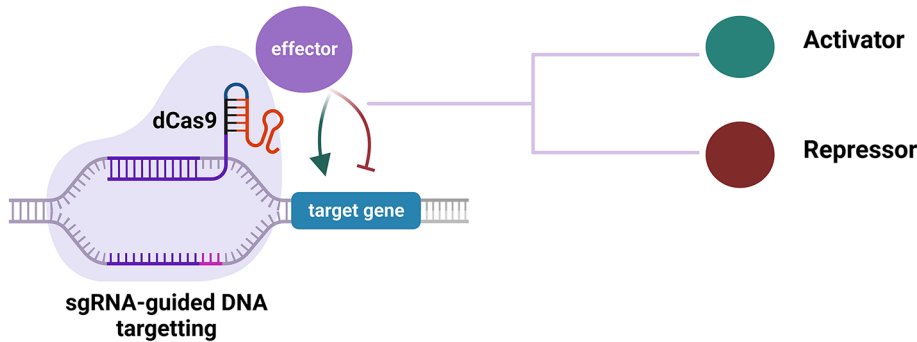 effector
Activator
dCas9
Repressor
target gene
sgRNA-guided DNA
targetting